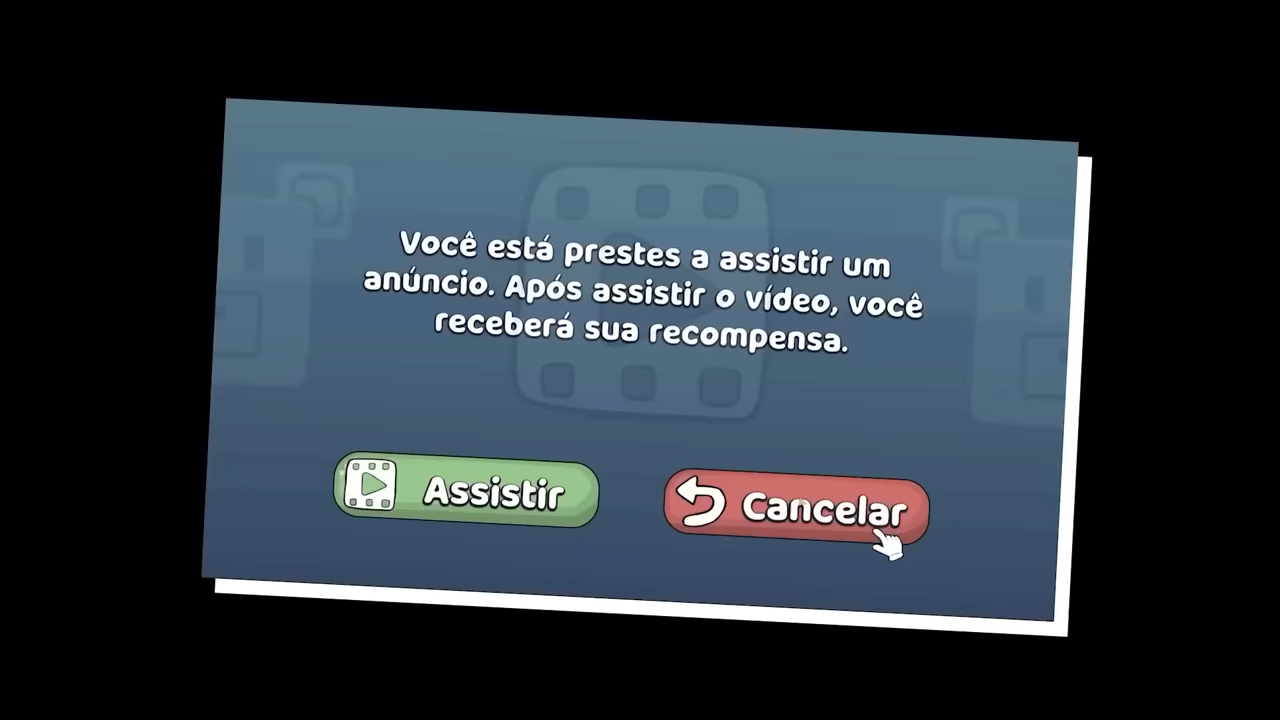 Você está prestes a assistir um
anúncio. Após assistir o vídeo, você
receberá sua recompensa.
Assistir
Cancelar